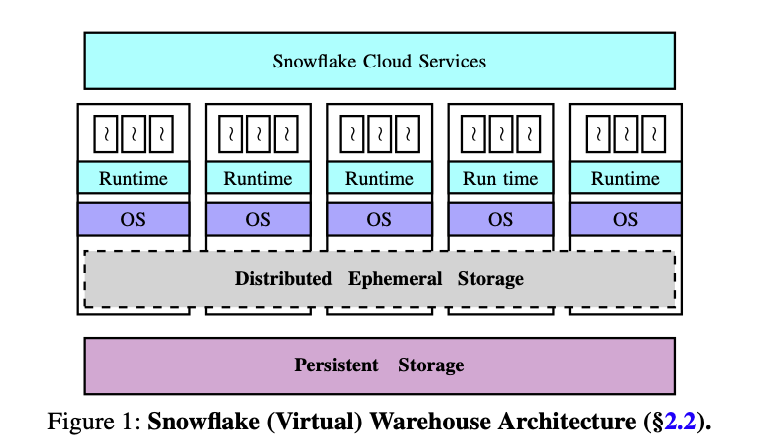 Snowflake Cloud Services
Runtime Runtime Runtime Run time Runtime
OS OS OS OS OS
Distributed Ephemeral Storage
Persistent Storage
Figure 1: Snowflake (Virtual) Warehouse Architecture (§2.2).